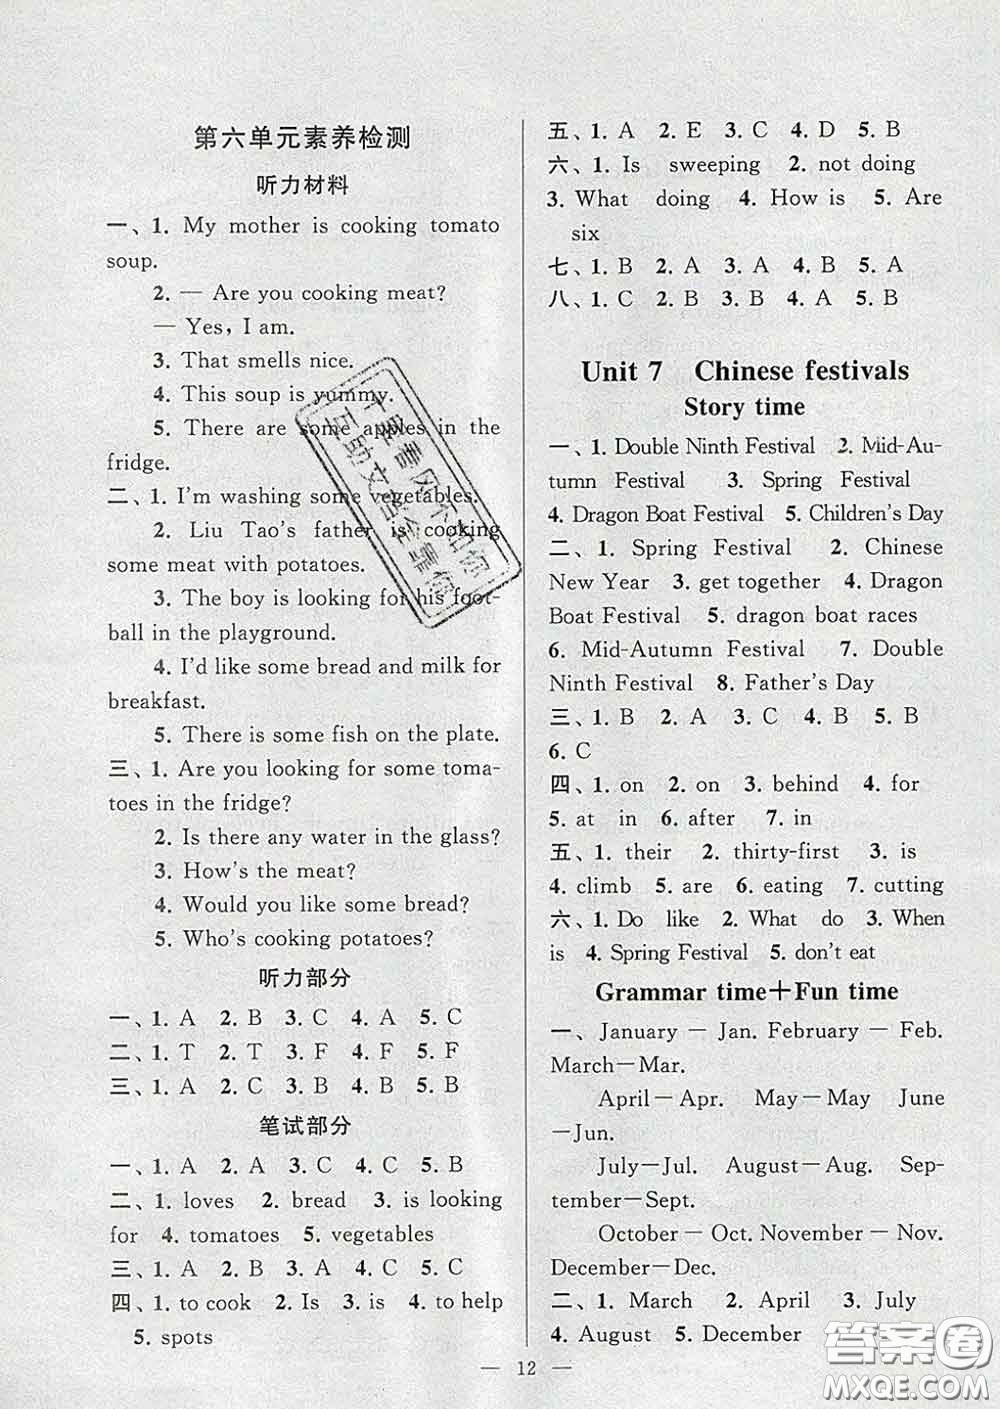 第六单元素养检测
听力材料
一、1. My mother is cooking tomato
soup.
2. — Are you cooking meat?
— Yes, I am.
3. That smells nice.
4. This soup is yummy.
5. There are some apples in the
fridge.
二、1. I'm washing some vegetables.
2. Liu Tao's father is cooking
some meat with potatoes.
3. The boy is looking for his foot-
ball in the playground.
4. I'd like some bread and milk for
breakfast.
5. There is some fish on the plate.
三、1. Are you looking for some toma-
toes in the fridge?
2. Is there any water in the glass?
3. How's the meat?
4. Would you like some bread?
5. Who's cooking potatoes?
听力部分
一、1. A 2. B 3. C 4. A 5. C
二、1. T 2. T 3. F 4. F 5. F
三、1. A 2. C 3. B 4. B 5. B
笔试部分
一、1. A 2. A 3. C 4. C 5. B
二、1. loves 2. bread 3. is looking
for 4. tomatoes 5. vegetables
三、1. C 2. B 3. A 4. C 5. C
四、1. to cook 2. Is 3. is 4. to help
5. spots
五、1. A 2. E 3. C 4. D 5. B
六、1. Is sweeping 2. not doing
3. What doing 4. How is 5. Are
six
七、1. B 2. A 3. A 4. B 5. A
八、1. C 2. B 3. B 4. A 5. B
Unit 7 Chinese festivals
Story time
一、1. Double Ninth Festival 2. Mid-Au-
tumn Festival 3. Spring Festival
4. Dragon Boat Festival 5. Children's Day
二、1. Spring Festival 2. Chinese
New Year 3. get together 4. Dragon
Boat Festival 5. dragon boat races
6. Mid-Autumn Festival 7. Double
Ninth Festival 8. Father's Day
三、1. B 2. A 3. C 4. B 5. B
6. C
四、1. on 2. on 3. behind 4. for
5. at in 6. after 7. in
五、1. their 2. thirty-first 3. is
4. climb 5. are 6. eating 7. cutting
六、1. Do like 2. What do 3. When
is 4. Spring Festival 5. don't eat
Grammar time＋Fun time
一、January — Jan. February — Feb.
March—Mar.
April—Apr. May—May June
—Jun.
July—Jul. August—Aug. Sep-
tember—Sept.
October — Oct. November — Nov.
December—Dec.
二、1. March 2. April 3. July
4. August 5. December
— 12 —
千里春风不如你
互助文档全靠你
答案圈
MXQE.COM